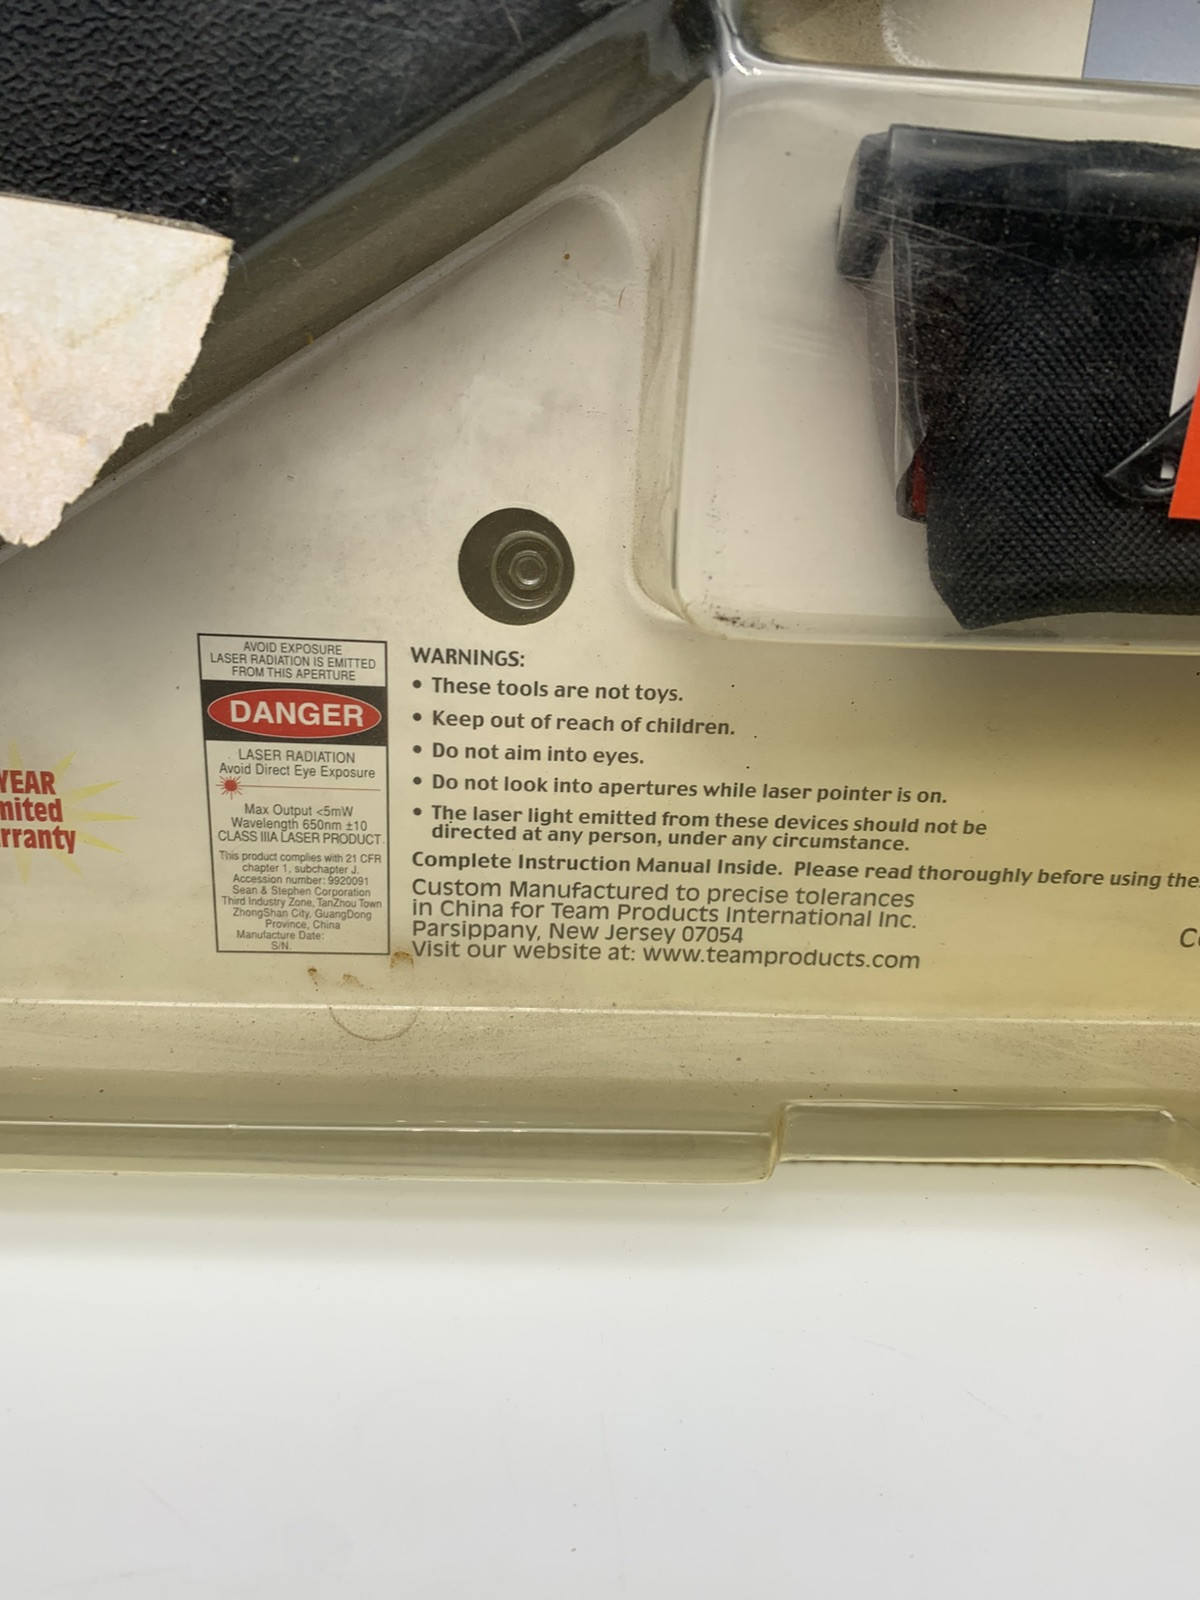 AVOID EXPOSURE
LASER RADIATION IS EMITTED
FROM THIS APERTURE
DANGER
LASER RADIATION
Avoid Direct Eye Exposure
Max Output <5mW
Wavelength 650nm ±10
CLASS IIIA LASER PRODUCT
This product complies with 21 CFR
chapter 1, subchapter J.
Accession number: 9920091
Sean & Stephen Corporation
Third Industry Zone, TanZhou Town
ZhongShan City, GuangDong
Province, China
Manufacture Date:
S/N.
WARNINGS:
• These tools are not toys.
• Keep out of reach of children.
• Do not aim into eyes.
• Do not look into apertures while laser pointer is on.
• The laser light emitted from these devices should not be
directed at any person, under any circumstance.
Complete Instruction Manual Inside. Please read thoroughly before using
Custom Manufactured to precise tolerances
in China for Team Products International Inc.
Parsippany, New Jersey 07054
Visit our website at: www.teamproducts.com
YEAR